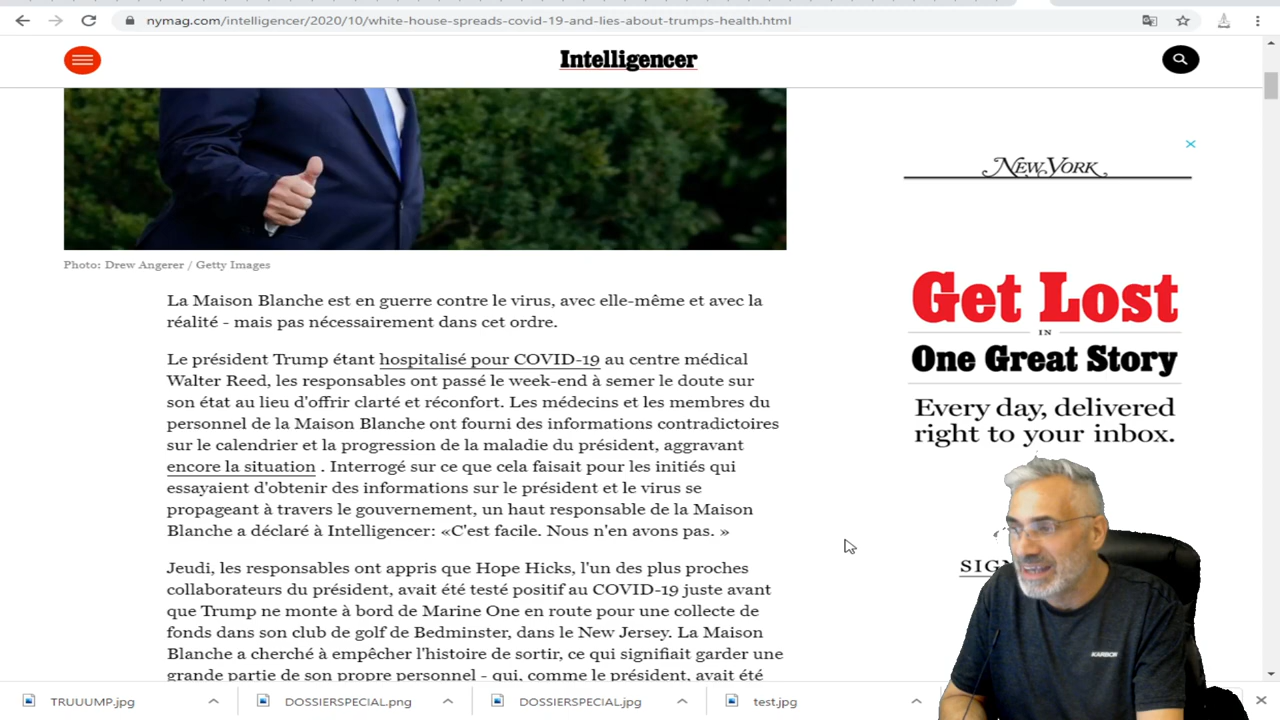 nymag.com/intelligencer/2020/10/white-house-spreads-covid-19-and-lies-about-trumps-health.html
Intelligencer
Photo: Drew Angerer / Getty Images
La Maison Blanche est en guerre contre le virus, avec elle-même et avec la
réalité - mais pas nécessairement dans cet ordre.
Le président Trump étant hospitalisé pour COVID-19 au centre médical
Walter Reed, les responsables ont passé le week-end à semer le doute sur
son état au lieu d'offrir clarté et réconfort. Les médecins et les membres du
personnel de la Maison Blanche ont fourni des informations contradictoires
sur le calendrier et la progression de la maladie du président, aggravant
encore la situation . Interrogé sur ce que cela faisait pour les initiés qui
essayaient d'obtenir des informations sur le président et le virus se
propageant à travers le gouvernement, un haut responsable de la Maison
Blanche a déclaré à Intelligencer: «C'est facile. Nous n'en avons pas. »
Jeudi, les responsables ont appris que Hope Hicks, l'un des plus proches
collaborateurs du président, avait été testé positif au COVID-19 juste avant
que Trump ne monte à bord de Marine One en route pour une collecte de
fonds dans son club de golf de Bedminster, dans le New Jersey. La Maison
Blanche a cherché à empêcher l'histoire de sortir, ce qui signifiait garder une
grande partie de son propre personnel - qui, comme le président, avait été
NEW YORK
Get Lost
IN
One Great Story
Every day, delivered
right to your inbox.
KARBON
TRUUUMP.jpg
DOSSIERSPECIAL.png
DOSSIERSPECIAL.jpg
test.jpg